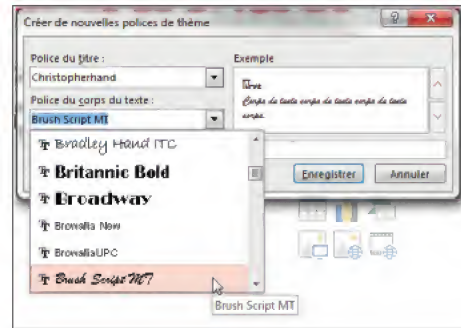 Créer de nouvelles polices de thème
Police du titre :
Exemple
Christopherhand
Titre
Police du corps du texte :
Corps de texte corps de texte corps de texte
corps.
Brush Script MT
Bradley Hand ITC
Britannic Bold
Broadway
Browallia New
BrowalliaUPC
Brush Script MT
Enregistrer
Annuler
Brush Script MT